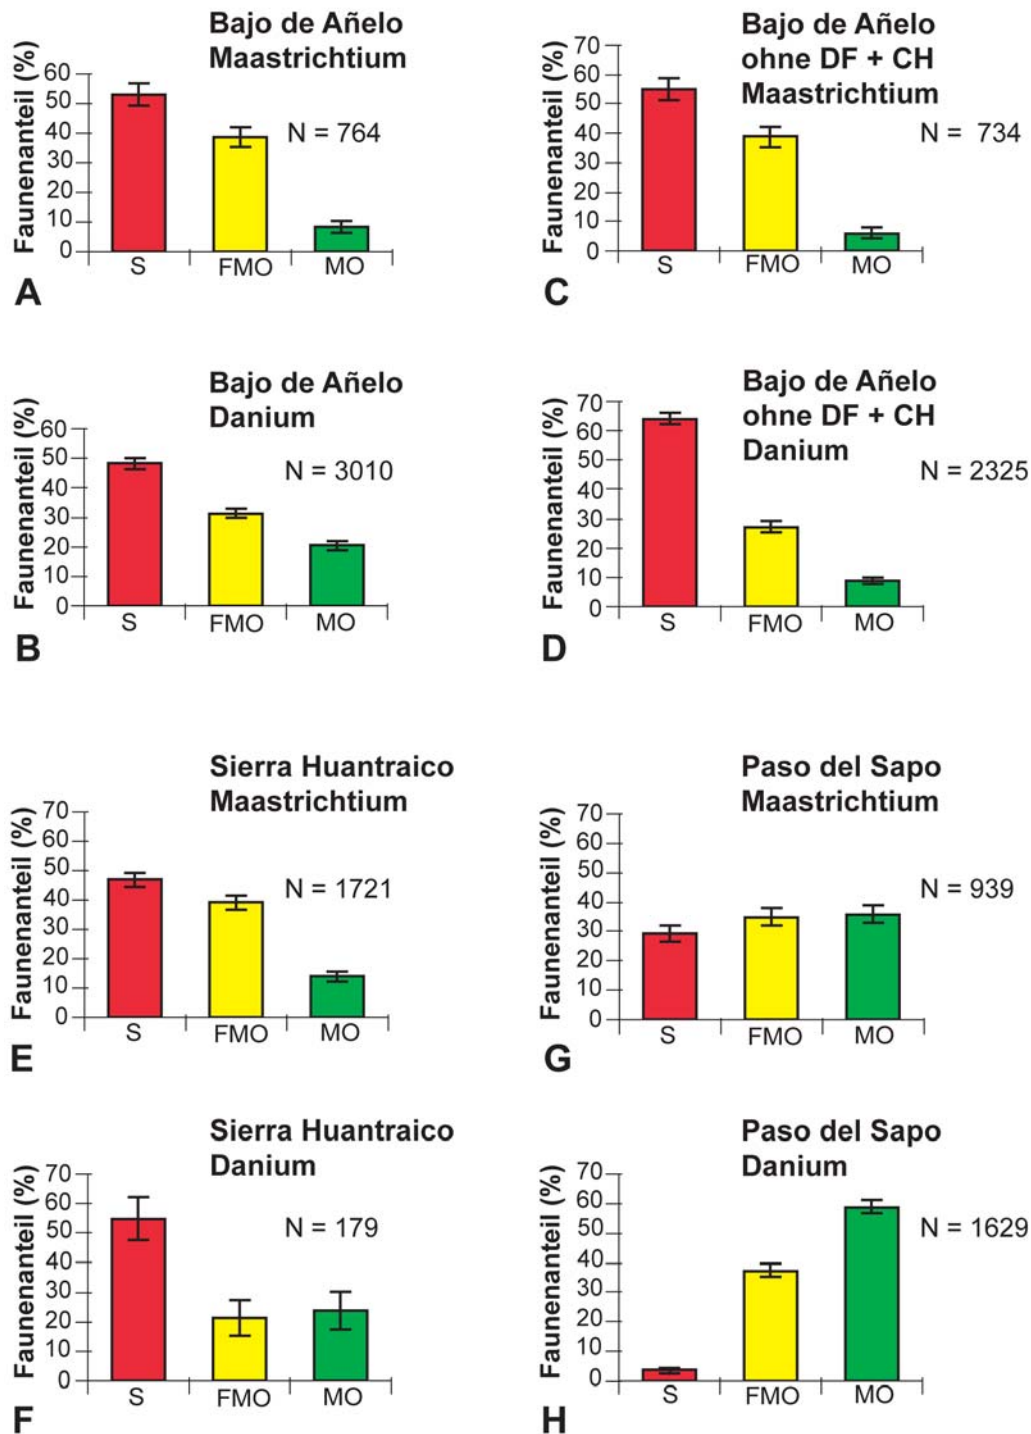 Bajo de Añelo
Maastrichtium
Faunenanteil (%)
60
50
40
30
20
10
0
N = 764
S FMO MO
A
Bajo de Añelo
ohne DF + CH
Maastrichtium
Faunenanteil (%)
70
60
50
40
30
20
10
0
N = 734
S FMO MO
C
Bajo de Añelo
Danium
Faunenanteil (%)
60
50
40
30
20
10
0
N = 3010
S FMO MO
B
Bajo de Añelo
ohne DF + CH
Danium
Faunenanteil (%)
70
60
50
40
30
20
10
0
N = 2325
S FMO MO
D
Sierra Huantraico
Maastrichtium
Faunenanteil (%)
70
60
50
40
30
20
10
0
N = 1721
S FMO MO
E
Paso del Sapo
Maastrichtium
Faunenanteil (%)
70
60
50
40
30
20
10
0
N = 939
S FMO MO
G
Sierra Huantraico
Danium
Faunenanteil (%)
70
60
50
40
30
20
10
0
N = 179
S FMO MO
F
Paso del Sapo
Danium
Faunenanteil (%)
70
60
50
40
30
20
10
0
N = 1629
S FMO MO
H